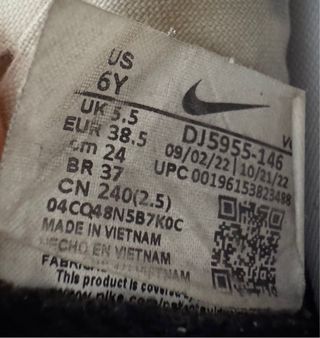 US
6Y
UK 5.5
EUR 38.5
cm 24
BR 37
CN 240(2.5)
DJ5955-146
09/02/22 | 10/21/22
UPC 00196153823488
04CQ48N5B7K0C
MADE IN VIETNAM
HECHO EN VIETNAM
This product is covered